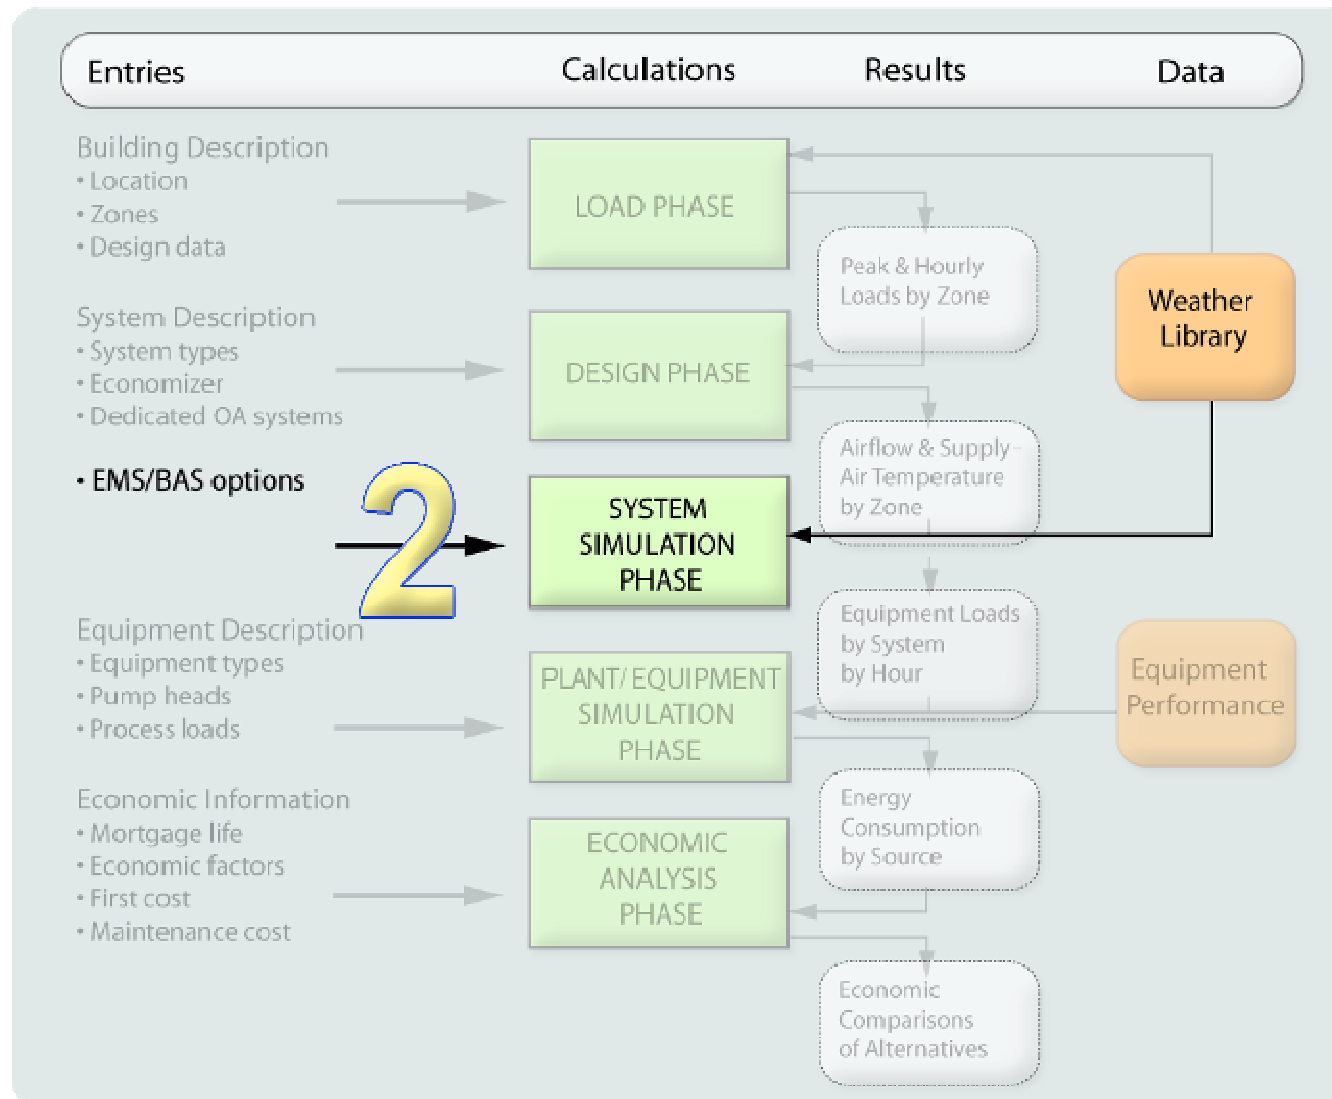 Entries Calculations Results Data
Building Description
• Location
• Zones
• Design data
LOAD PHASE
Peak & Hourly
Loads by Zone
Weather
Library
System Description
• System types
• Economizer
• Dedicated OA systems
• EMS/BAS options
DESIGN PHASE
Airflow & Supply-
Air Temperature
by Zone
2
SYSTEM
SIMULATION
PHASE
Equipment Loads
by System
by Hour
Equipment Description
• Equipment types
• Pump heads
• Process loads
PLANT/EQUIPMENT
SIMULATION
PHASE
Equipment
Performance
Energy
Consumption
by Source
Economic Information
• Mortgage life
• Economic factors
• First cost
• Maintenance cost
ECONOMIC
ANALYSIS
PHASE
Economic
Comparisons
of Alternatives